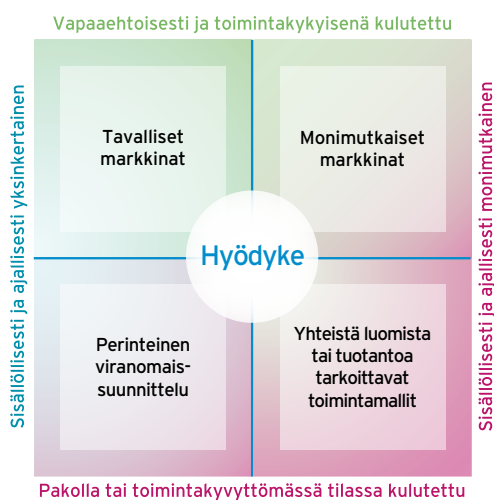 Vapaaehtoisesti ja toimintakykyisenä kulutettu
Sisällöllisesti ja ajallisesti yksinkertainen
Sisällöllisesti ja ajallisesti monimutkainen
Tavalliset
markkinat
Monimutkaiset
markkinat
Hyödyke
Perinteinen
viranomais-
suunnittelu
Yhteistä luomista
tai tuotantoa
tarkoittavat
toimintamallit
Pakolla tai toimintakyvyttömässä tilassa kulutettu